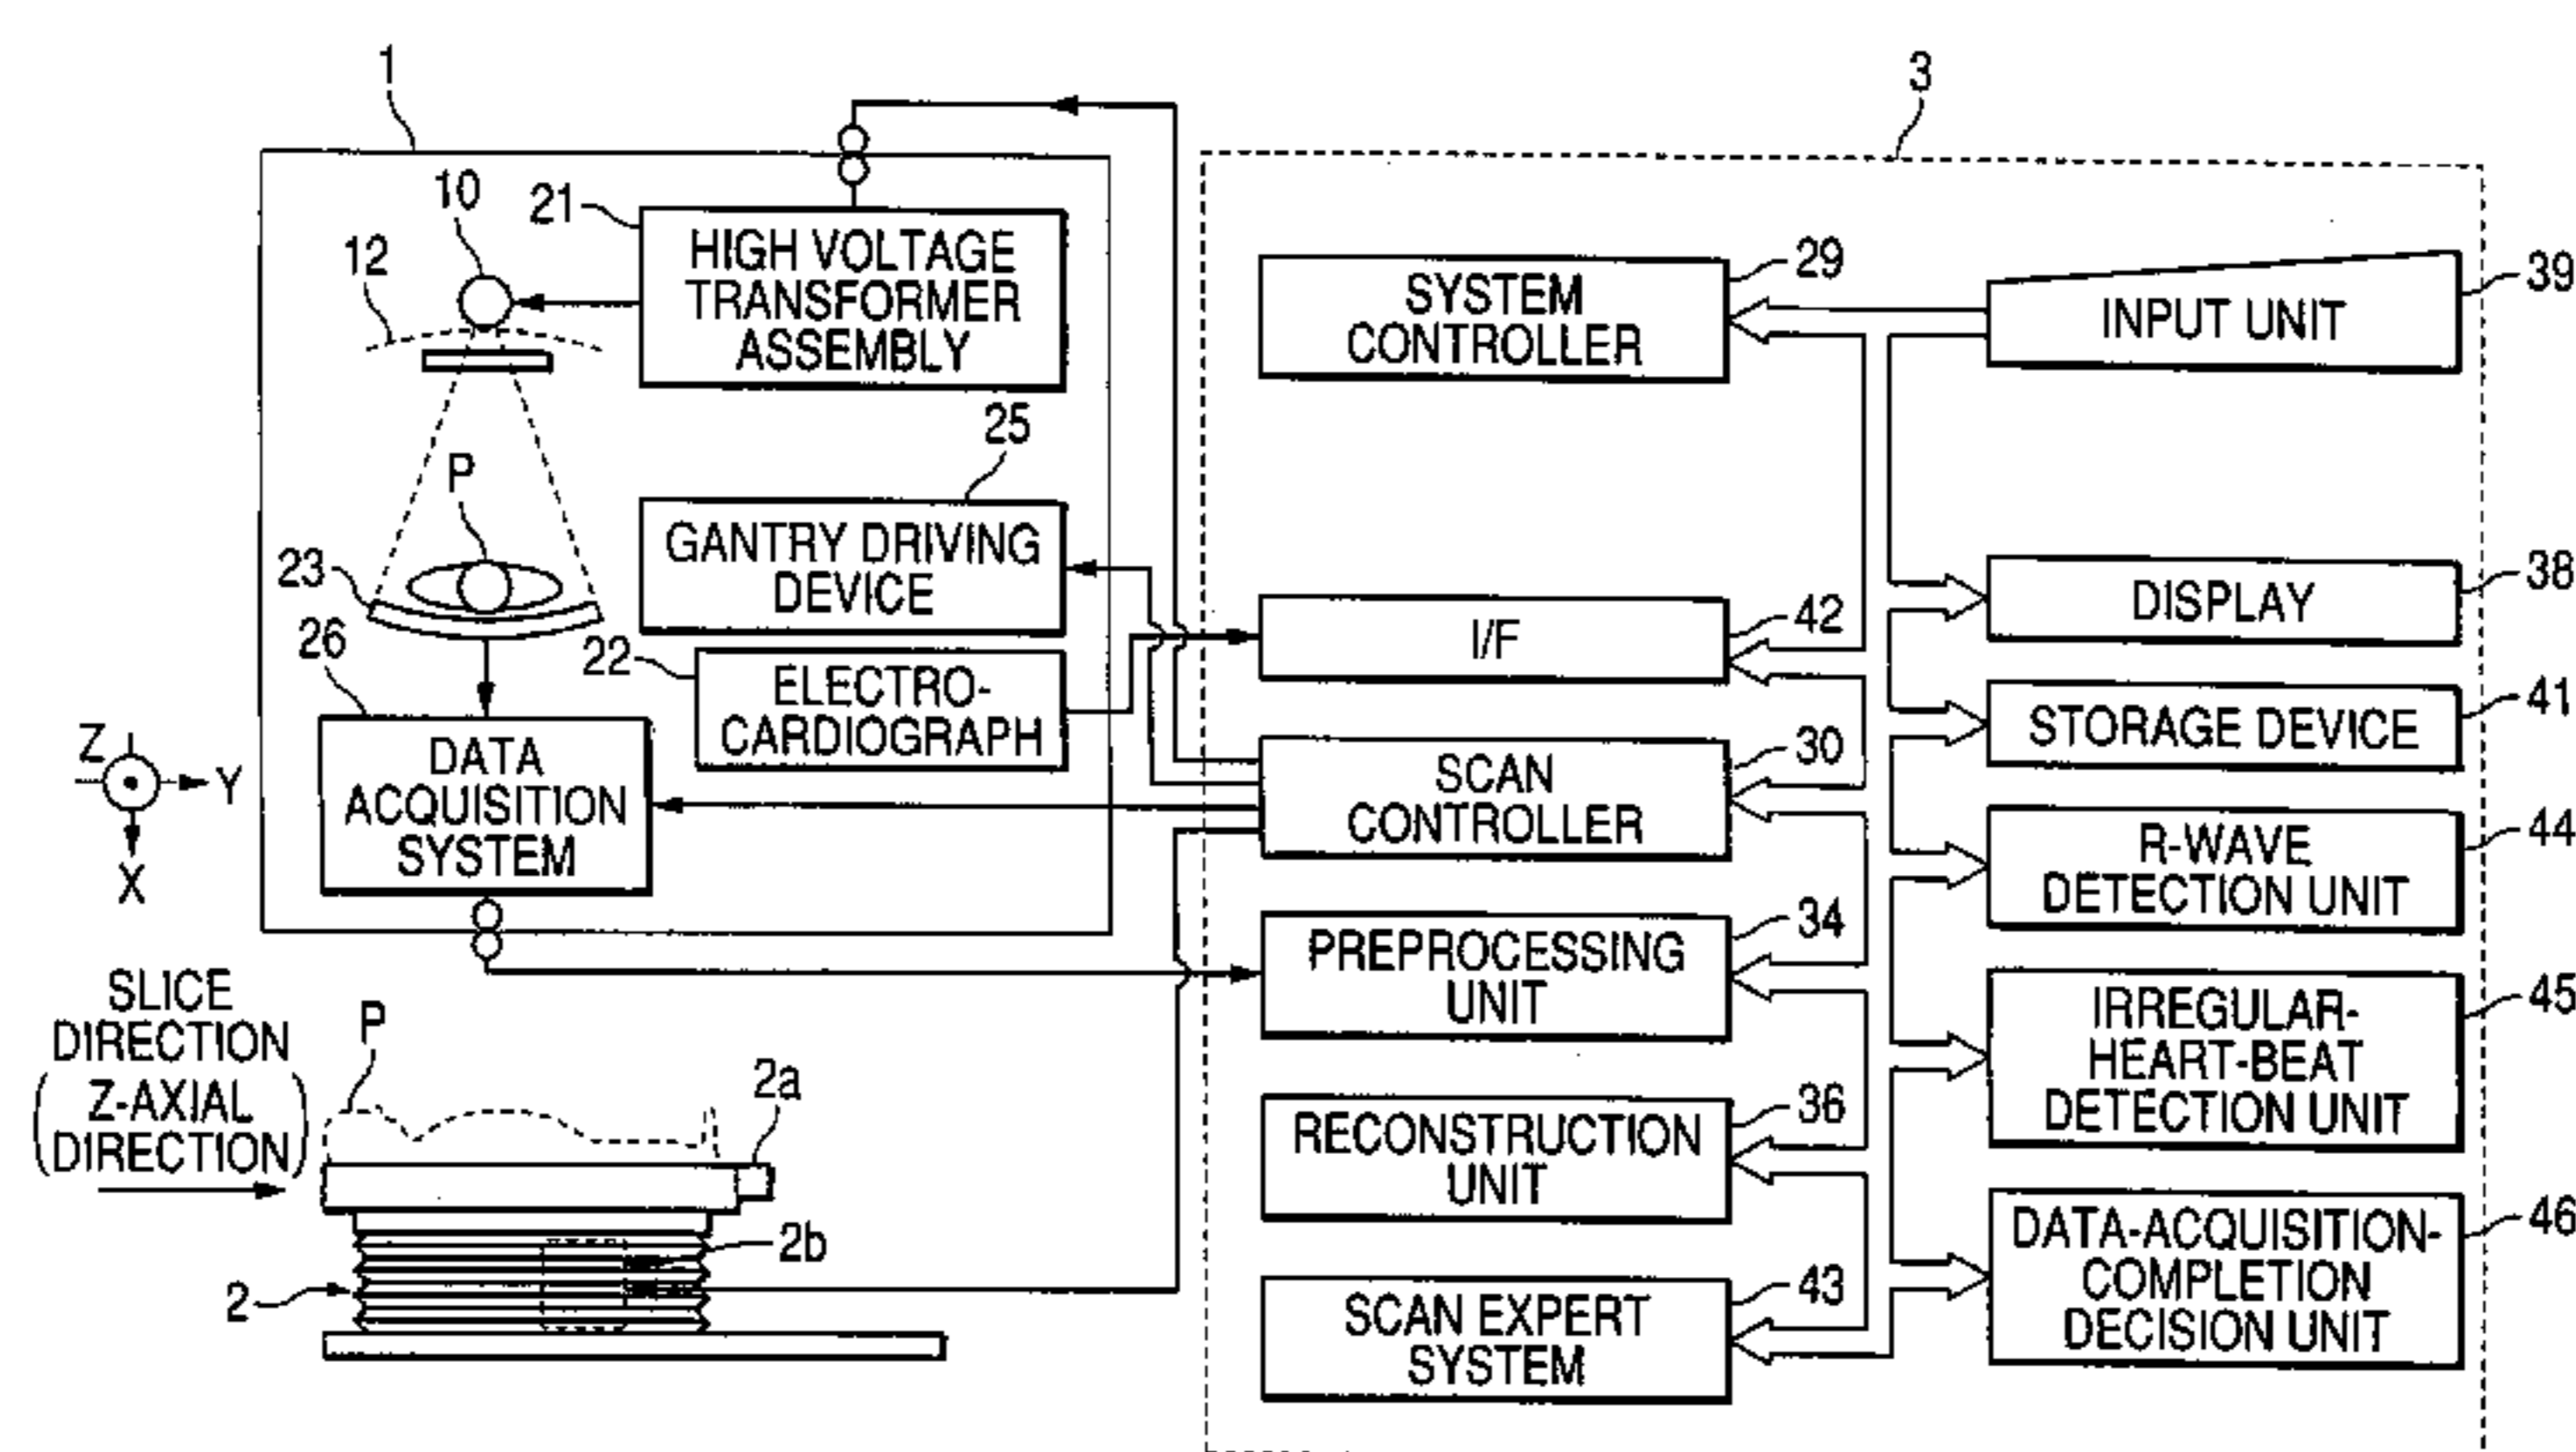 1
3
10
21
12
HIGH VOLTAGE
TRANSFORMER
ASSEMBLY
25
P
GANTRY DRIVING
DEVICE
23
26
22
ELECTRO-
CARDIOGRAPH
DATA
ACQUISITION
SYSTEM
Z
Y
X
SLICE
DIRECTION
Z-AXIAL
DIRECTION
P
2a
2b
2
SYSTEM
CONTROLLER
29
I/F
42
SCAN
CONTROLLER
30
PREPROCESSING
UNIT
34
RECONSTRUCTION
UNIT
36
SCAN EXPERT
SYSTEM
43
INPUT UNIT
39
DISPLAY
38
STORAGE DEVICE
41
R-WAVE
DETECTION UNIT
44
IRREGULAR-
HEART-BEAT
DETECTION UNIT
45
DATA-ACQUISITION-
COMPLETION
DECISION UNIT
46